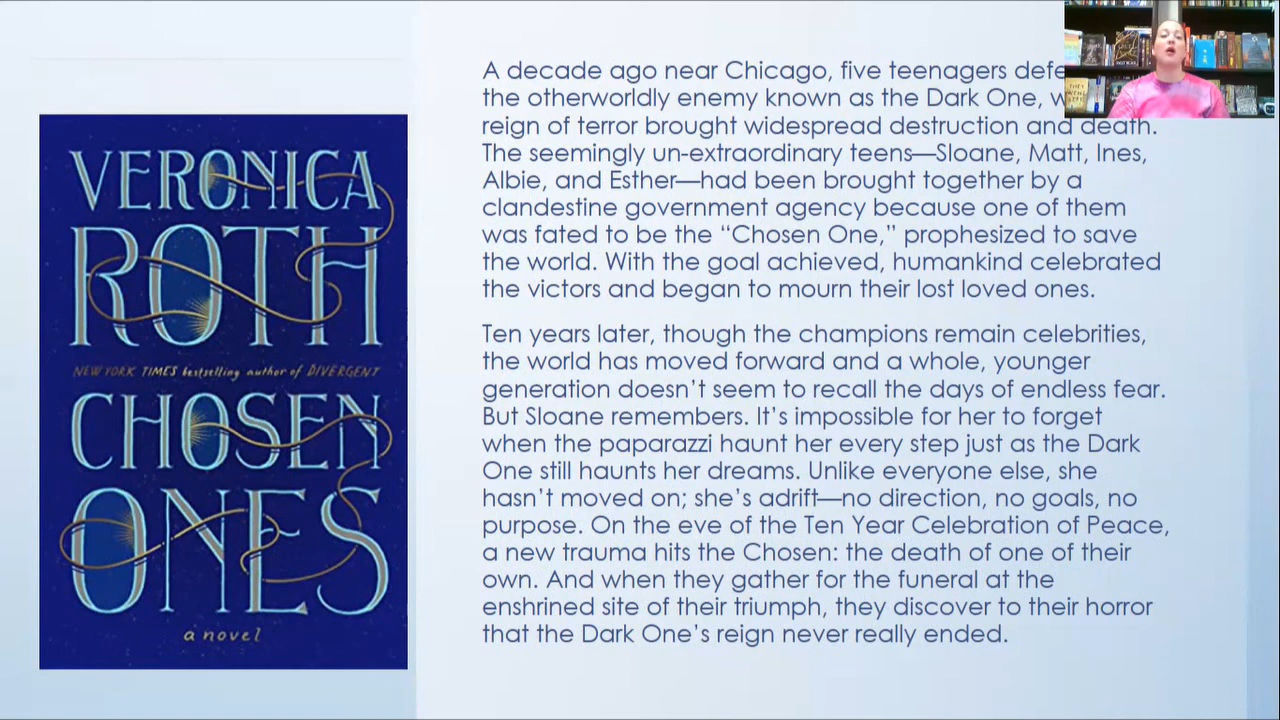 VERONICA
ROTH
NEW YORK TIMES bestselling author of DIVERGENT
CHOSEN
ONES
a novel
A decade ago near Chicago, five teenagers
the otherworldly enemy known as the Dark One,
reign of terror brought widespread destruction and death.
The seemingly un-extraordinary teens—Sloane, Matt, Ines,
Albie, and Esther—had been brought together by a
clandestine government agency because one of them
was fated to be the “Chosen One,” prophesized to save
the world. With the goal achieved, humankind celebrated
the victors and began to mourn their lost loved ones.
Ten years later, though the champions remain celebrities,
the world has moved forward and a whole, younger
generation doesn’t seem to recall the days of endless fear.
But Sloane remembers. It’s impossible for her to forget
when the paparazzi haunt her every step just as the Dark
One still haunts her dreams. Unlike everyone else, she
hasn’t moved on; she’s adrift—no direction, no goals, no
purpose. On the eve of the Ten Year Celebration of Peace,
a new trauma hits the Chosen: the death of one of their
own. And when they gather for the funeral at the
enshrined site of their triumph, they discover to their horror
that the Dark One’s reign never really ended.